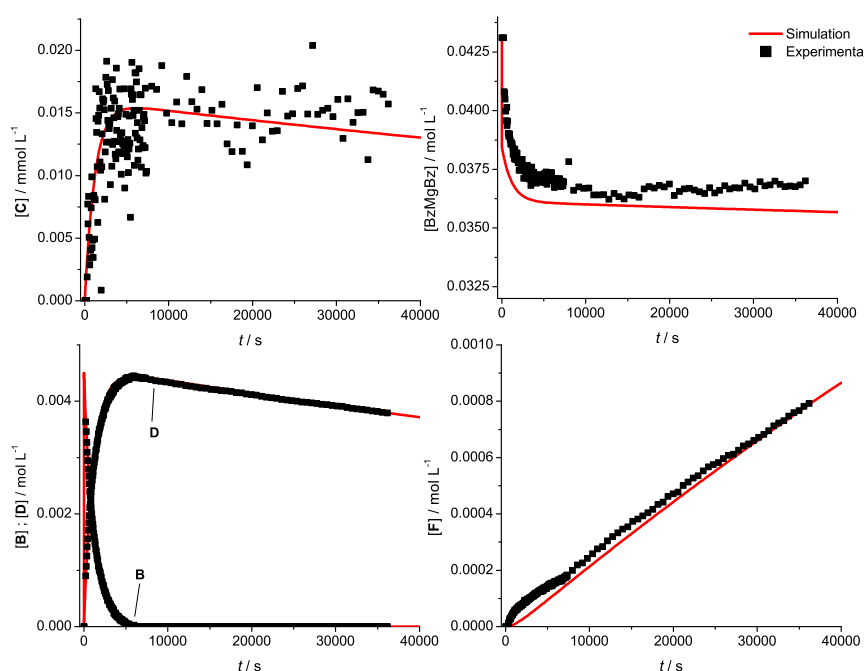 [C] / mmol L⁻¹
0.020
0.015
0.010
0.005
0.000
0 10000 20000 30000 40000
t / s
[BzMgBz] / mol L⁻¹
0.0425
0.0400
0.0375
0.0350
0.0325
0 10000 20000 30000 40000
t / s
Simulation
Experimenta
[B] ; [D] / mol L⁻¹
0.004
0.002
0.000
D
B
0 10000 20000 30000 40000
t / s
[F] / mol L⁻¹
0.0010
0.0008
0.0006
0.0004
0.0002
0.0000
0 10000 20000 30000 40000
t / s